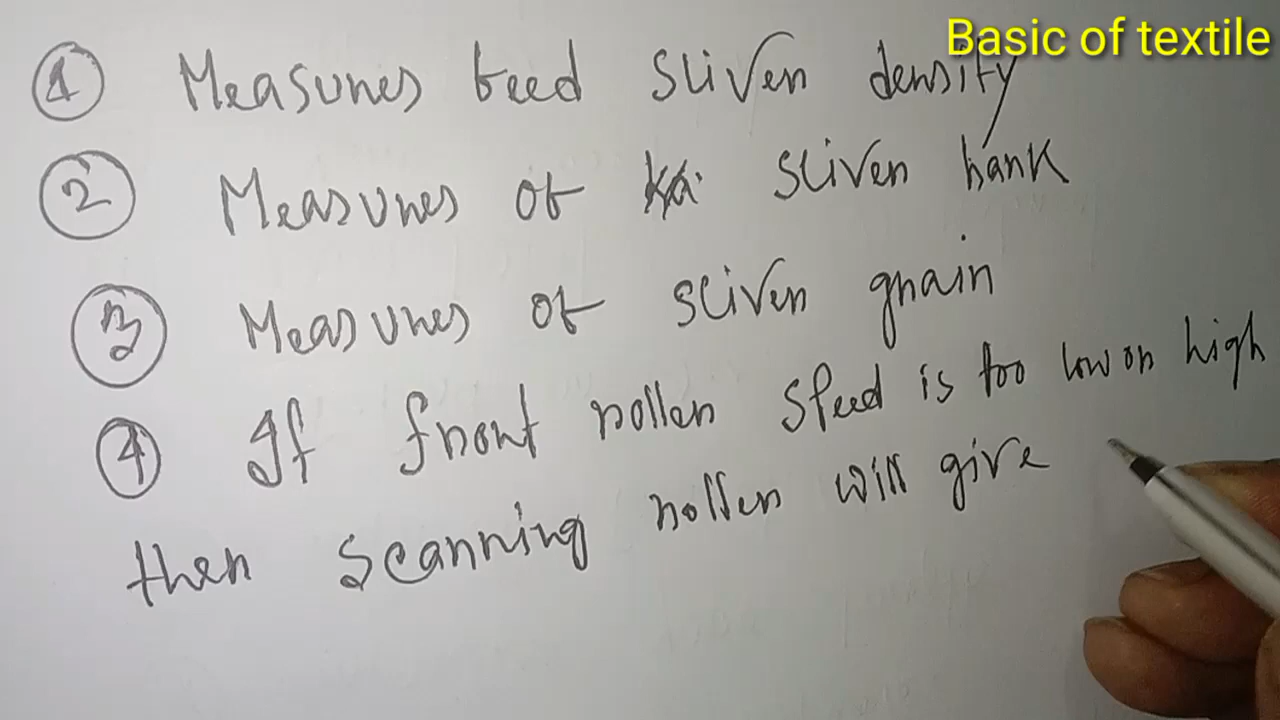 Basic of textile
① Measures feed sliver density
② Measures of sliver hank
③ Measures of sliver grain
④ If front roller speed is too low or high
then scanning roller will give